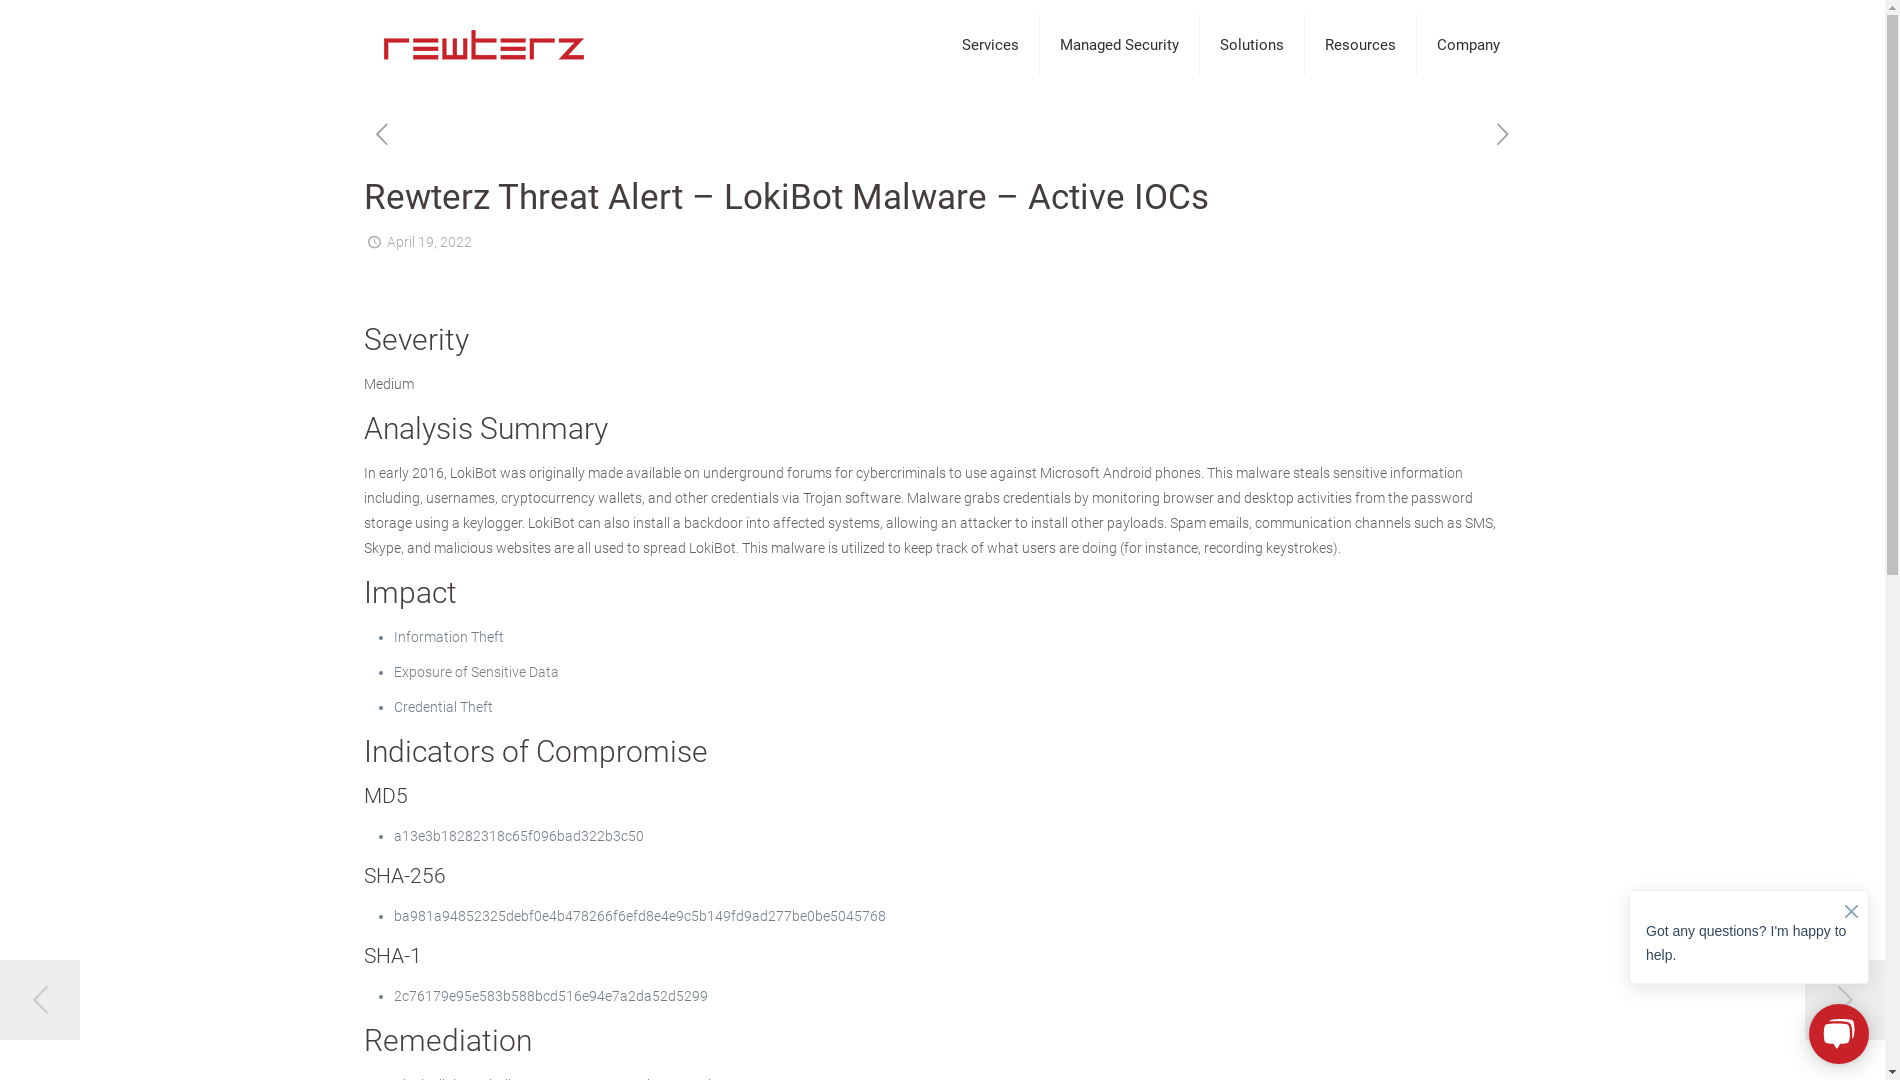 rewterz
Services
Managed Security
Solutions
Resources
Company
Rewterz Threat Alert – LokiBot Malware – Active IOCs
April 19, 2022
Severity
Medium
Analysis Summary
In early 2016, LokiBot was originally made available on underground forums for cybercriminals to use against Microsoft Android phones. This malware steals sensitive information
including, usernames, cryptocurrency wallets, and other credentials via Trojan software. Malware grabs credentials by monitoring browser and desktop activities from the password
storage using a keylogger. LokiBot can also install a backdoor into affected systems, allowing an attacker to install other payloads. Spam emails, communication channels such as SMS,
Skype, and malicious websites are all used to spread LokiBot. This malware is utilized to keep track of what users are doing (for instance, recording keystrokes).
Impact
Information Theft
Exposure of Sensitive Data
Credential Theft
Indicators of Compromise
MD5
a13e3b18282318c65f096bad322b3c50
SHA-256
ba981a94852325debf0e4b478266f6efd8e4e9c5b149fd9ad277be0be5045768
SHA-1
2c76179e95e583b588bcd516e94e7a2da52d5299
Remediation
Got any questions? I'm happy to
help.